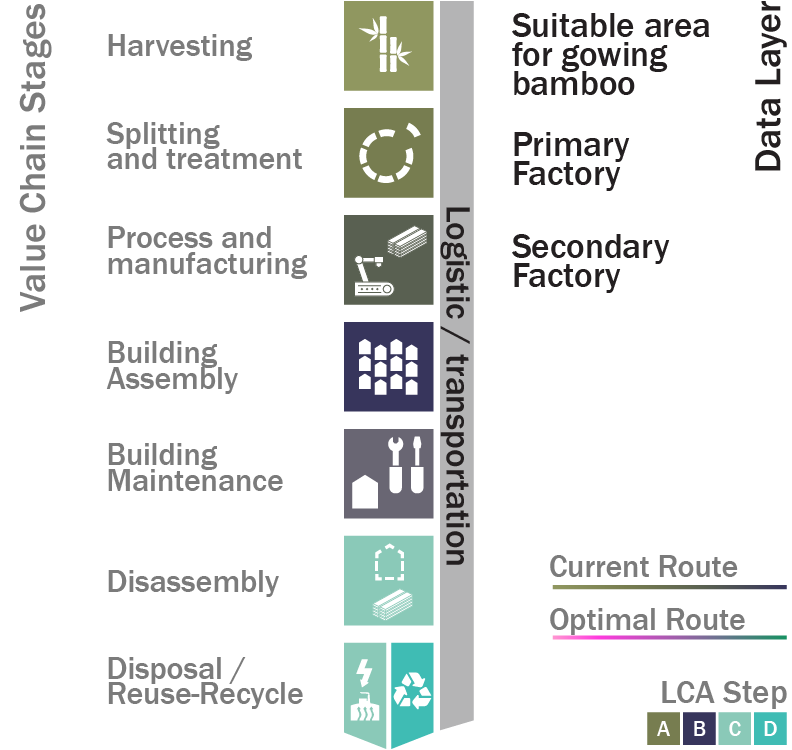 Value Chain Stages
Harvesting
Splitting
and treatment
Process and
manufacturing
Building
Assembly
Building
Maintenance
Disassembly
Disposal /
Reuse-Recycle
Logistic / transportation
Suitable area
for gowing
bamboo
Primary
Factory
Secondary
Factory
Data Layer
Current Route
Optimal Route
LCA Step
A B C D